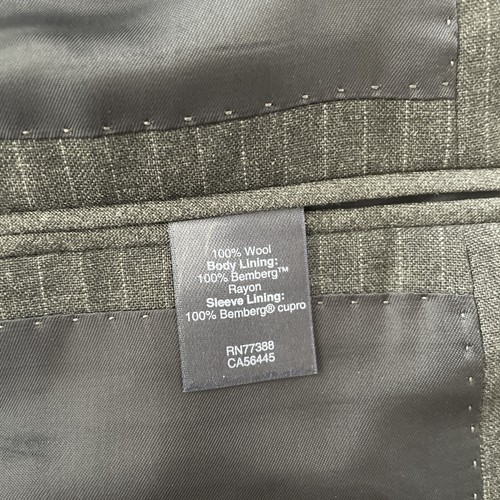 100% Wool
Body Lining:
100% Bemberg™
Rayon
Sleeve Lining:
100% Bemberg® cupro
RN77388
CA56445